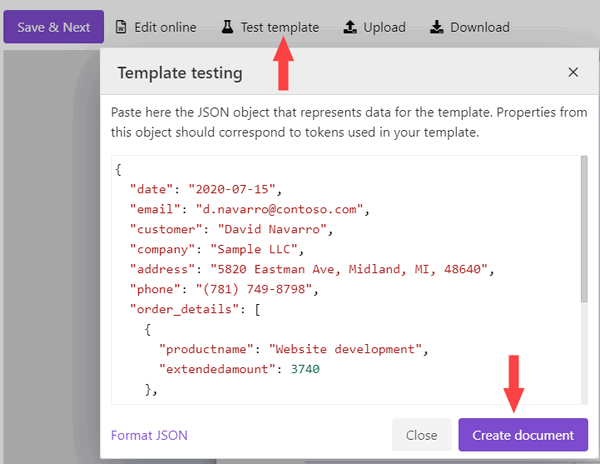 Save & Next Edit online Test template Upload Download
Template testing
Paste here the JSON object that represents data for the template. Properties from
this object should correspond to tokens used in your template.
{
"date": "2020-07-15",
"email": "d.navarro@contoso.com",
"customer": "David Navarro",
"company": "Sample LLC",
"address": "5820 Eastman Ave, Midland, MI, 48640",
"phone": "(781) 749-8798",
"order_details": [
{
"productname": "Website development",
"extendedamount": 3740
},
Format JSON Close Create document